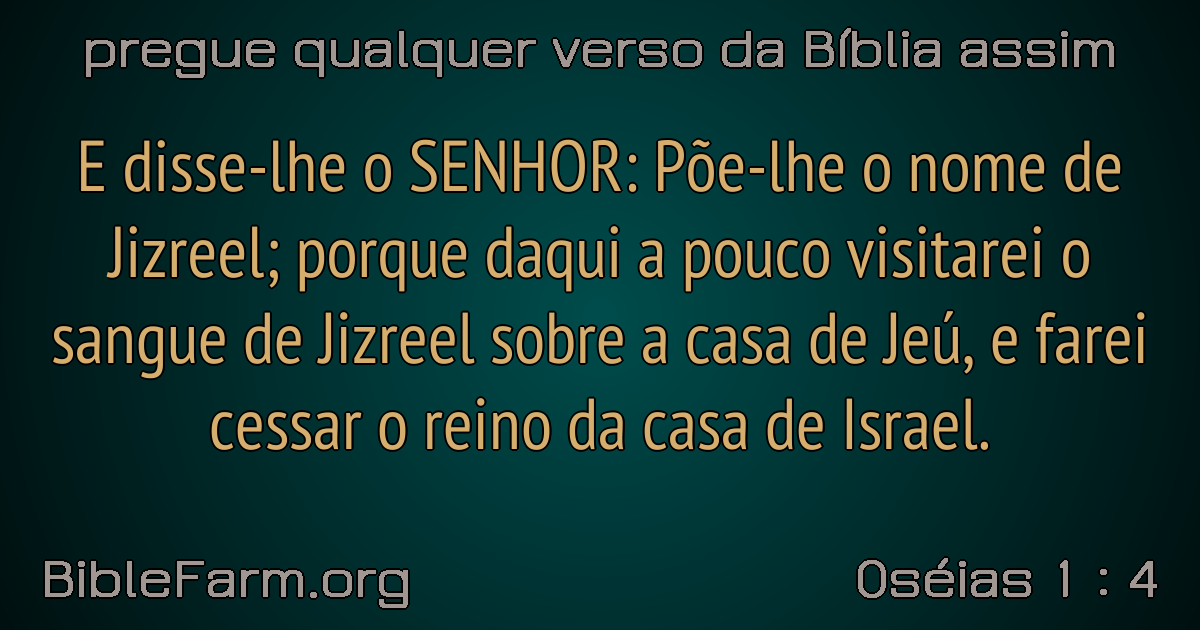 pregue qualquer verso da Bíblia assim
E disse-lhe o SENHOR: Põe-lhe o nome de
Jizreel; porque daqui a pouco visitarei o
sangue de Jizreel sobre a casa de Jeú, e farei
cessar o reino da casa de Israel.
BibleFarm.org
Oséias 1 : 4